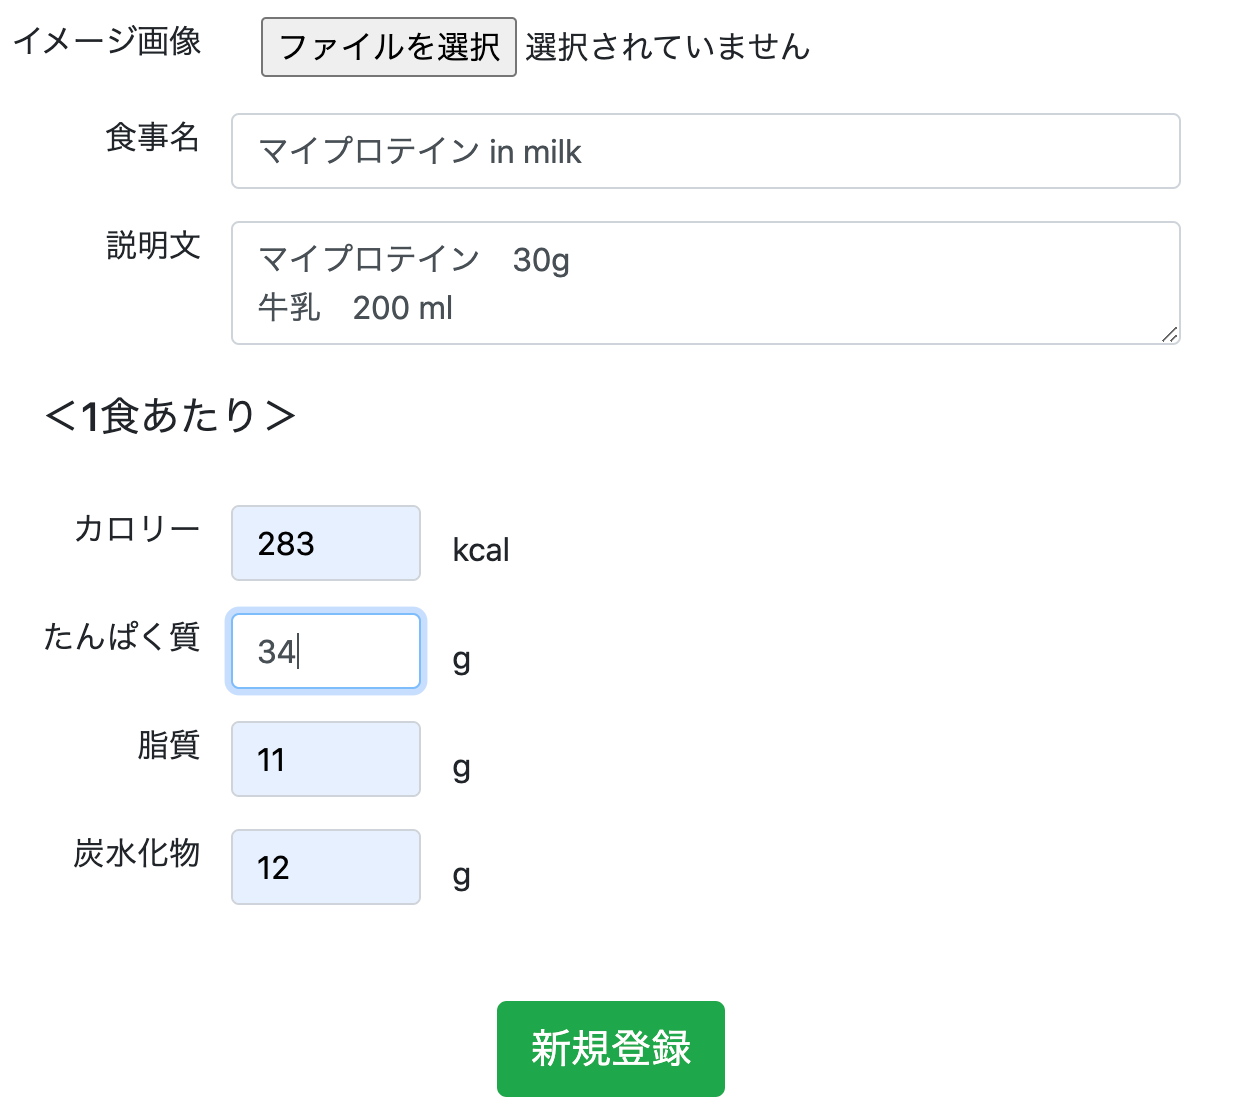 イメージ画像 ファイルを選択 選択されていません
食事名 マイプロテイン in milk
説明文 マイプロテイン　30g
牛乳　200 ml
＜1食あたり＞
カロリー 283 kcal
たんぱく質 34 g
脂質 11 g
炭水化物 12 g
新規登録